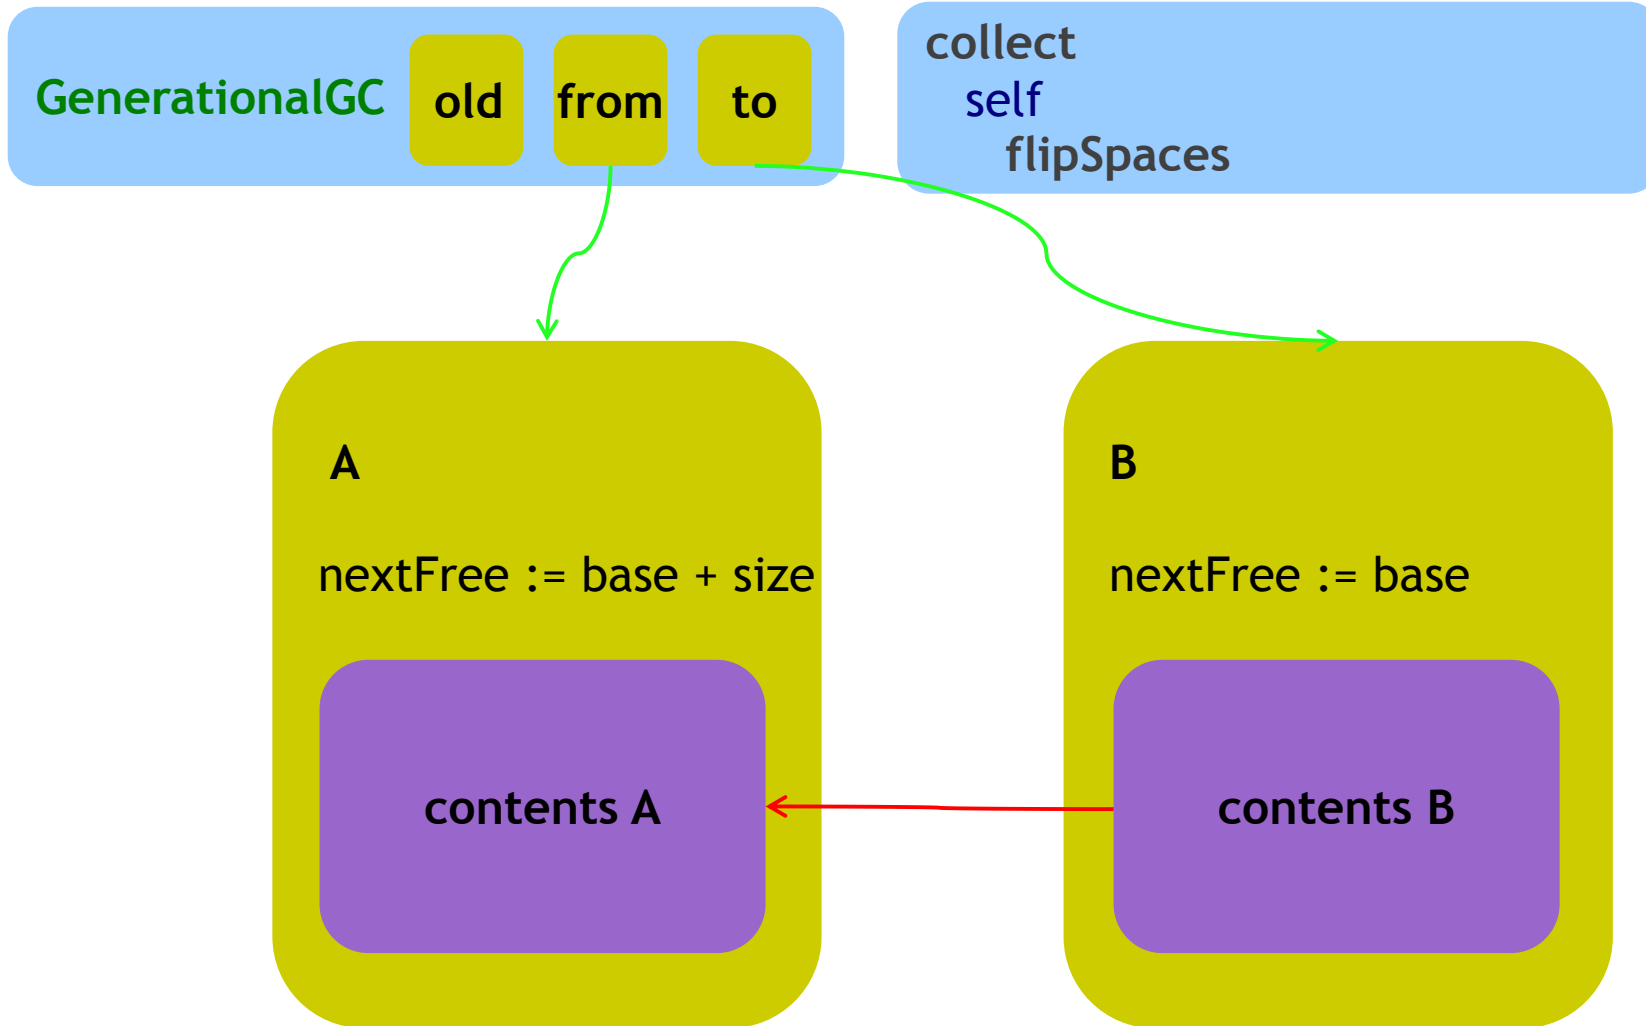 GenerationalGC
old
from
to
collect
self
flipSpaces
A
nextFree := base + size
contents A
B
nextFree := base
contents B